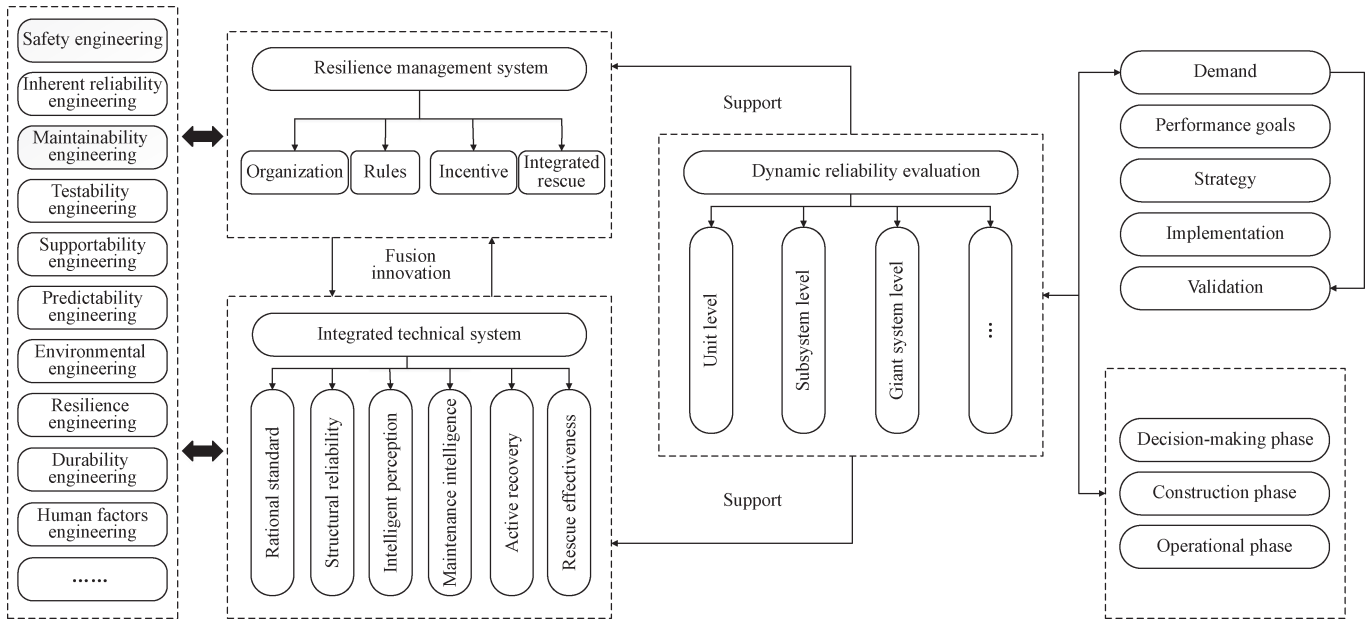 Safety engineering
Inherent reliability
engineering
Maintainability
engineering
Testability
engineering
Supportability
engineering
Predictability
engineering
Environmental
engineering
Resilience
engineering
Durability
engineering
Human factors
engineering
……
Resilience management system
Organization
Rules
Incentive
Integrated
rescue
Fusion
innovation
Integrated technical system
Rational standard
Structural reliability
Intelligent perception
Maintenance intelligence
Active recovery
Rescue effectiveness
Support
Dynamic reliability evaluation
Unit level
Subsystem level
Giant system level
…
Support
Demand
Performance goals
Strategy
Implementation
Validation
Decision-making phase
Construction phase
Operational phase